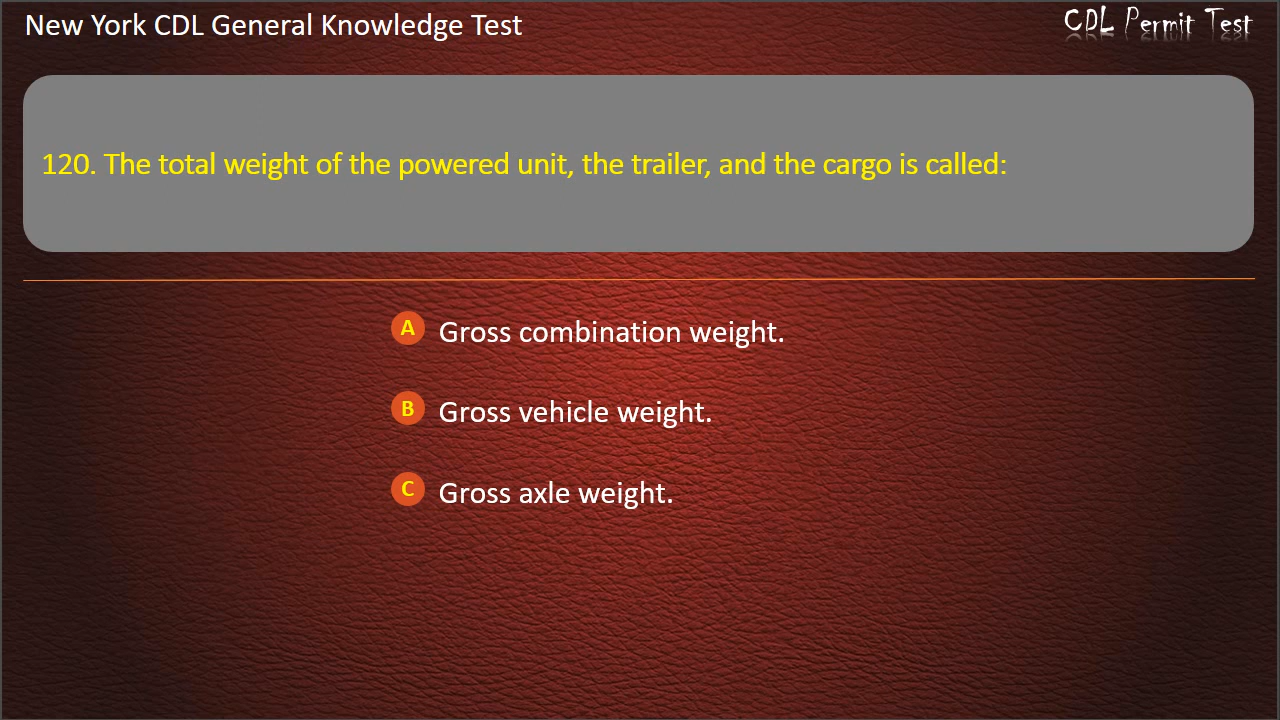 New York CDL General Knowledge Test
CDL Permit Test
120. The total weight of the powered unit, the trailer, and the cargo is called:
A Gross combination weight.
B Gross vehicle weight.
C Gross axle weight.